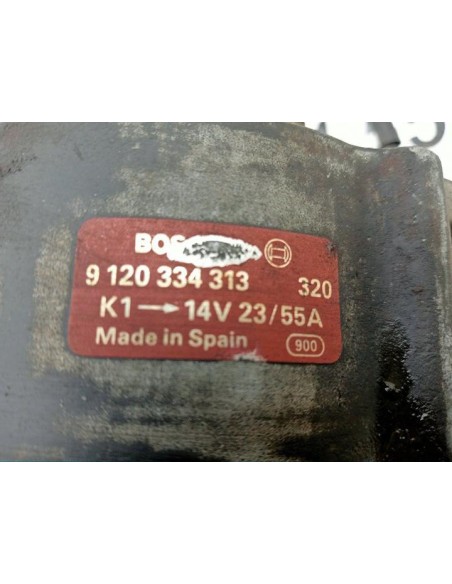 BOS
9 120 334 313 320
K1→14V 23/55A
Made in Spain 900